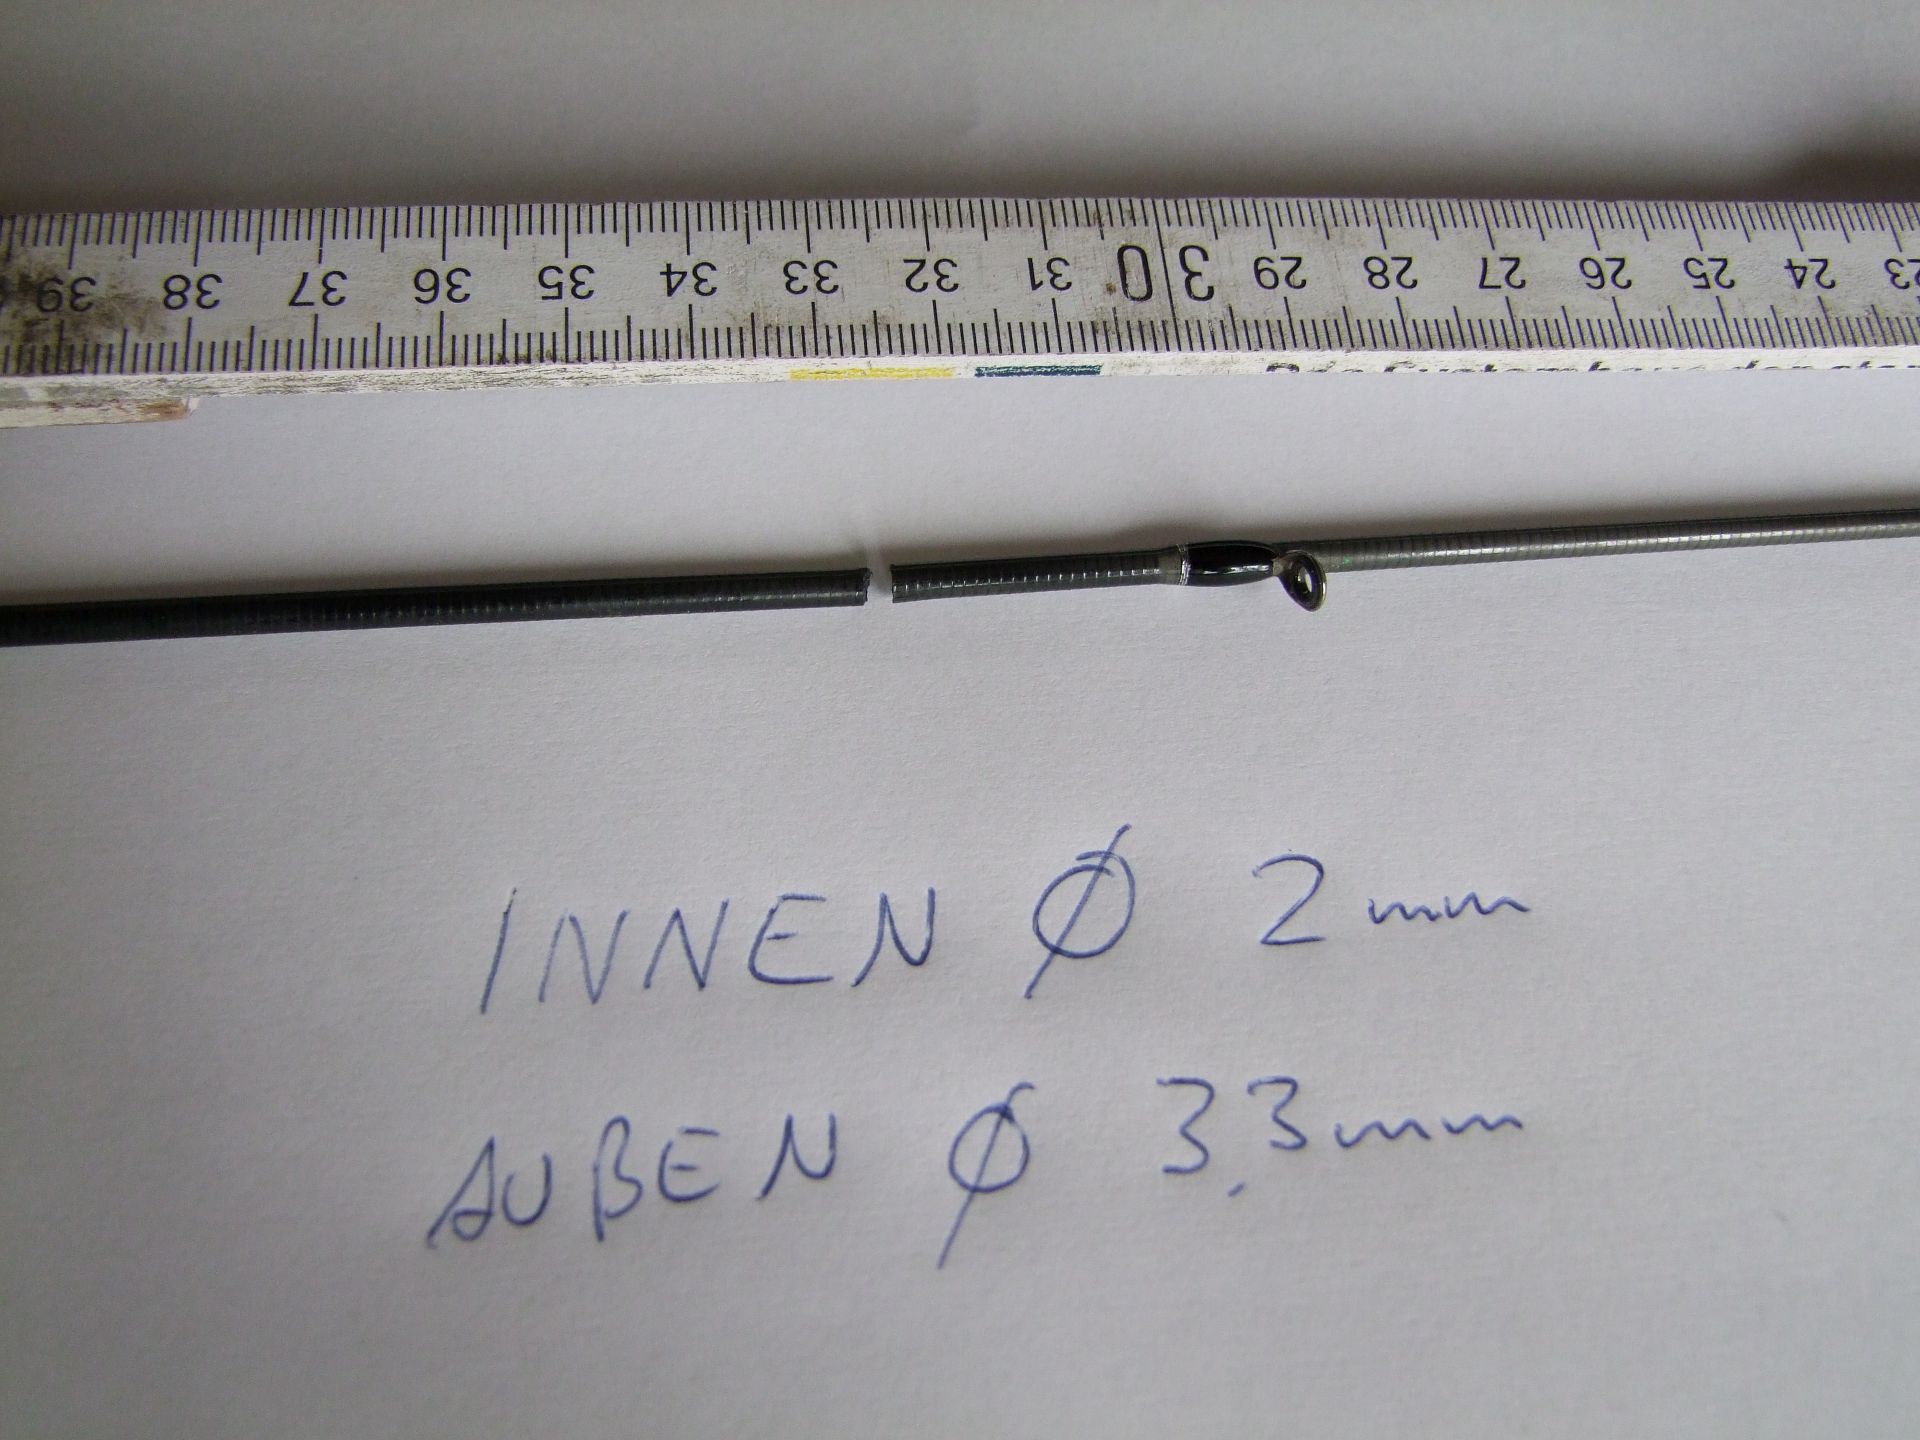 39 38 37 36 35 34 33 32 31 30 29 28 27 26 25 24 23
INNEN Ø 2mm
AUßEN Ø 3,3mm